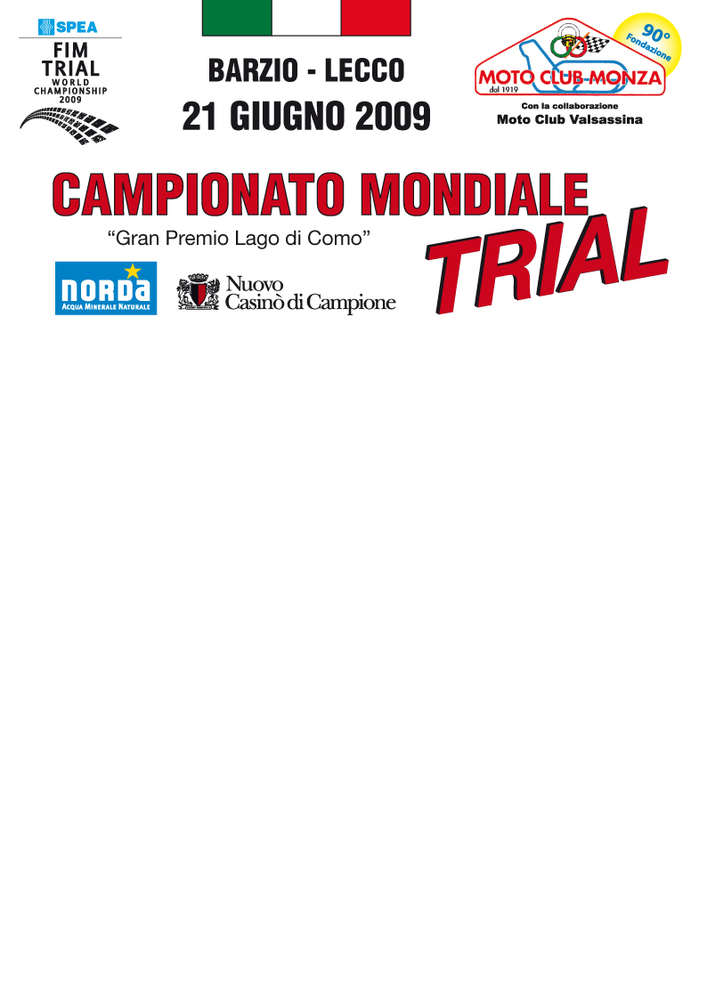 SPEA
FIM
TRIAL
WORLD
CHAMPIONSHIP
2009
BARZIO - LECCO
21 GIUGNO 2009
90°
Fondazione
MOTO CLUB-MONZA
dal 1919
Con la collaborazione
Moto Club Valsassina
CAMPIONATO MONDIALE
TRIAL
“Gran Premio Lago di Como”
NORDA
ACQUA MINERALE NATURALE
Nuovo
Casinò di Campione